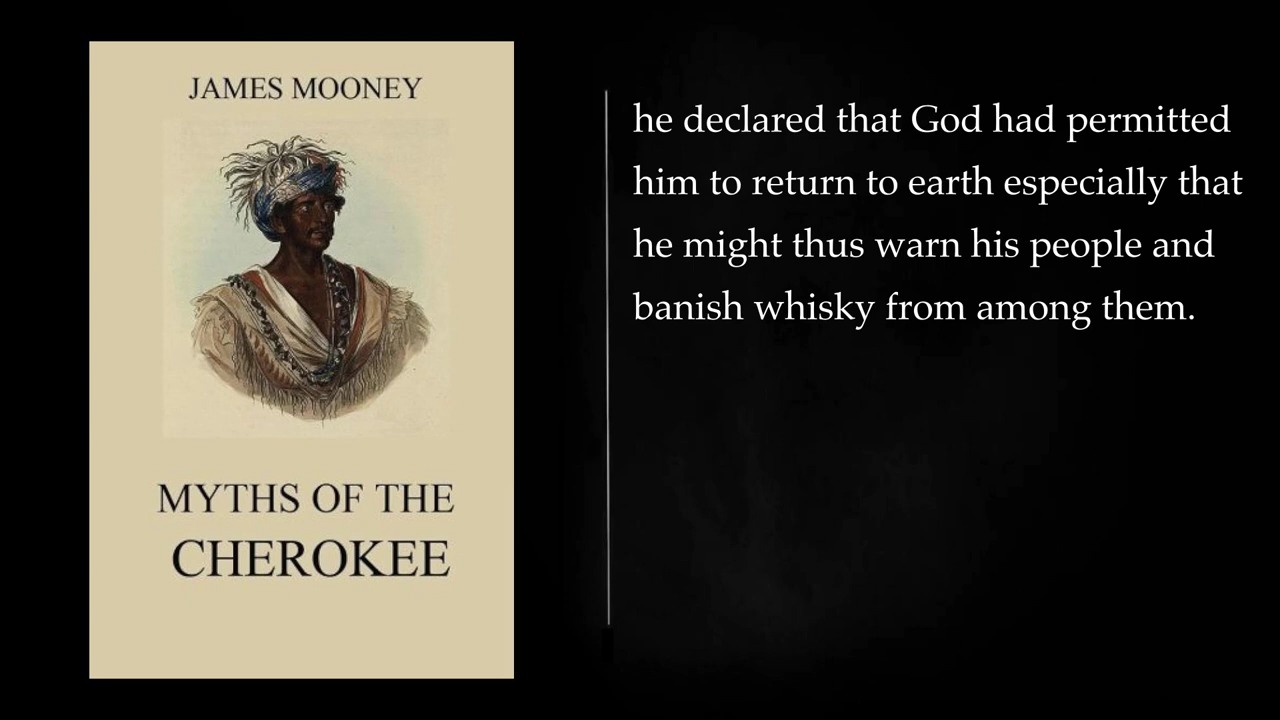 JAMES MOONEY
MYTHS OF THE
CHEROKEE
he declared that God had permitted
him to return to earth especially that
he might thus warn his people and
banish whisky from among them.